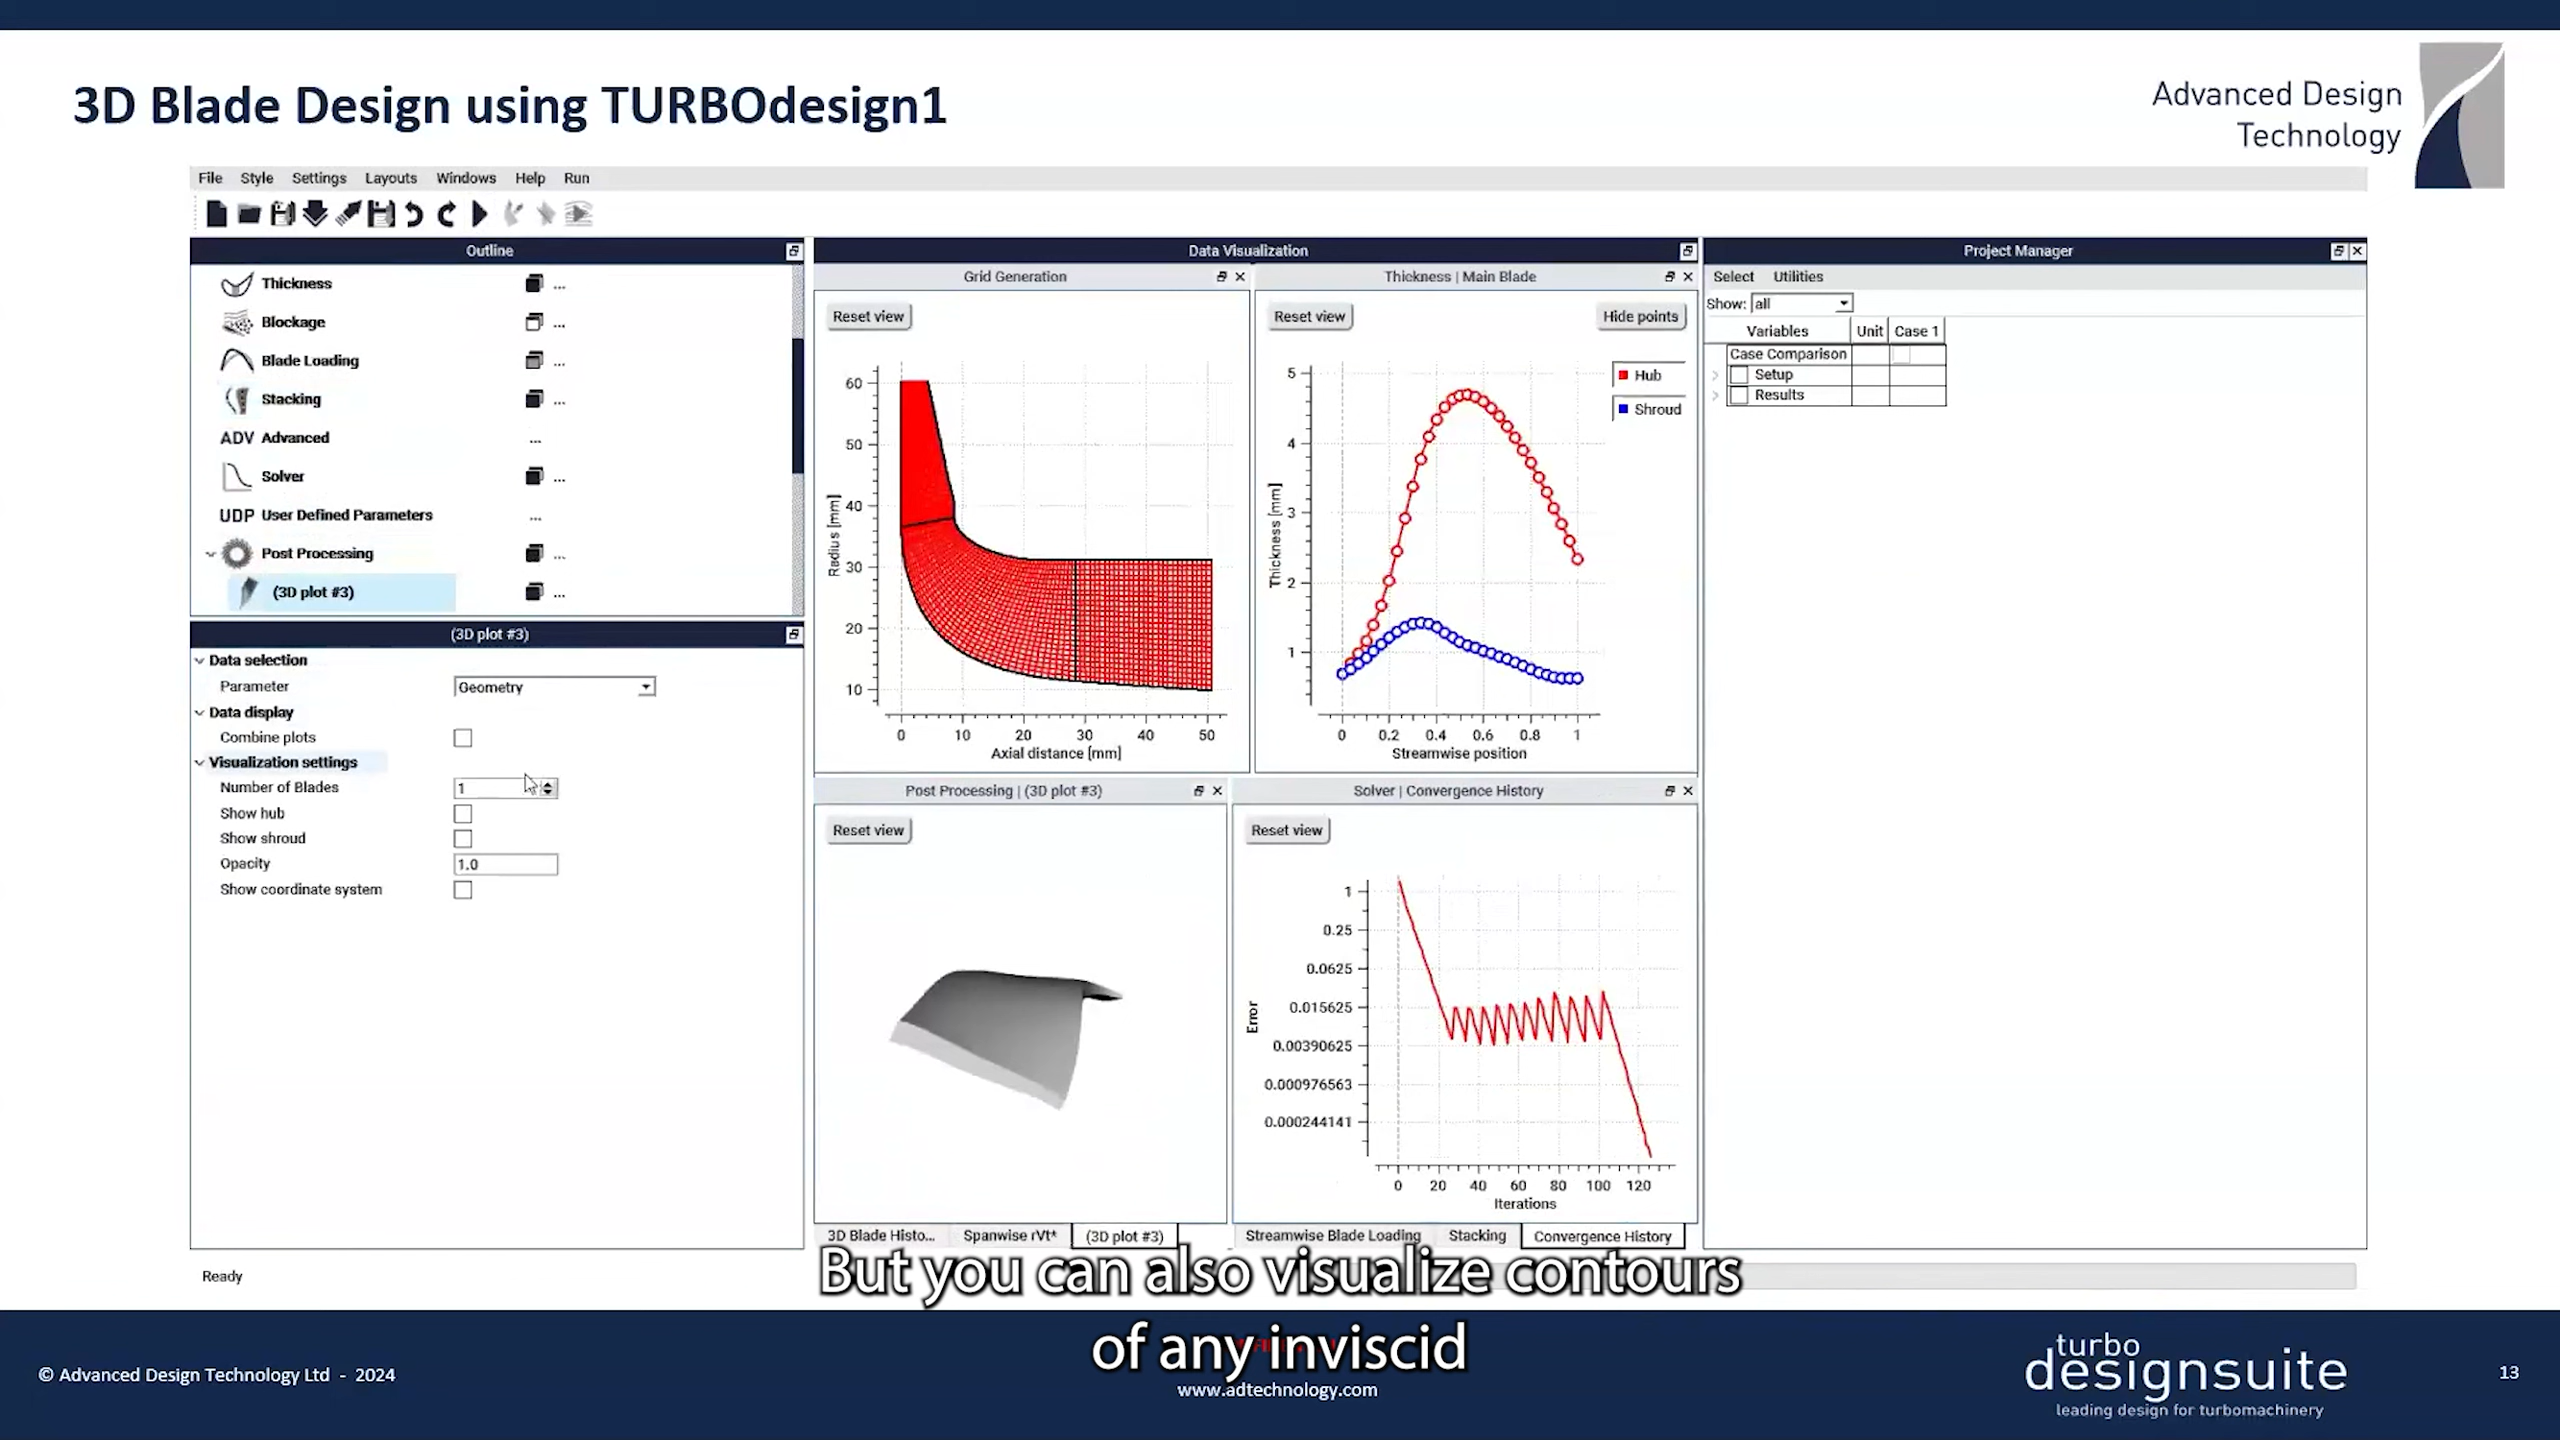 3D Blade Design using TURBOdesign1
Advanced Design
Technology
File Style Settings Layouts Windows Help Run
Outline
Thickness ...
Blockage ...
Blade Loading ...
Stacking ...
ADV Advanced ...
Solver ...
UDP User Defined Parameters ...
Post Processing ...
(3D plot #3) ...
(3D plot #3)
Data selection
Parameter Geometry
Data display
Combine plots
Visualization settings
Number of Blades 1
Show hub
Show shroud
Opacity 1.0
Show coordinate system
Data Visualization
Grid Generation
Reset view
60
50
40
30
20
10
Radius [mm]
0 10 20 30 40 50
Axial distance [mm]
Thickness | Main Blade
Reset view Hide points
Hub
Shroud
5
4
3
2
1
Thickness [mm]
0 0.2 0.4 0.6 0.8 1
Streamwise position
Post Processing | (3D plot #3)
Reset view
3D Blade Histo... Spanwise rVt* (3D plot #3)
Solver | Convergence History
Reset view
1
0.25
0.0625
0.015625
0.00390625
0.000976563
0.000244141
Error
0 20 40 60 80 100 120
Iterations
Streamwise Blade Loading Stacking Convergence History
Project Manager
Select Utilities
Show: all
Variables Unit Case 1
Case Comparison
Setup
Results
Ready
But you can also visualize contours
of any inviscid
© Advanced Design Technology Ltd - 2024
www.adtechnology.com
turbo
designsuite
leading design for turbomachinery
13